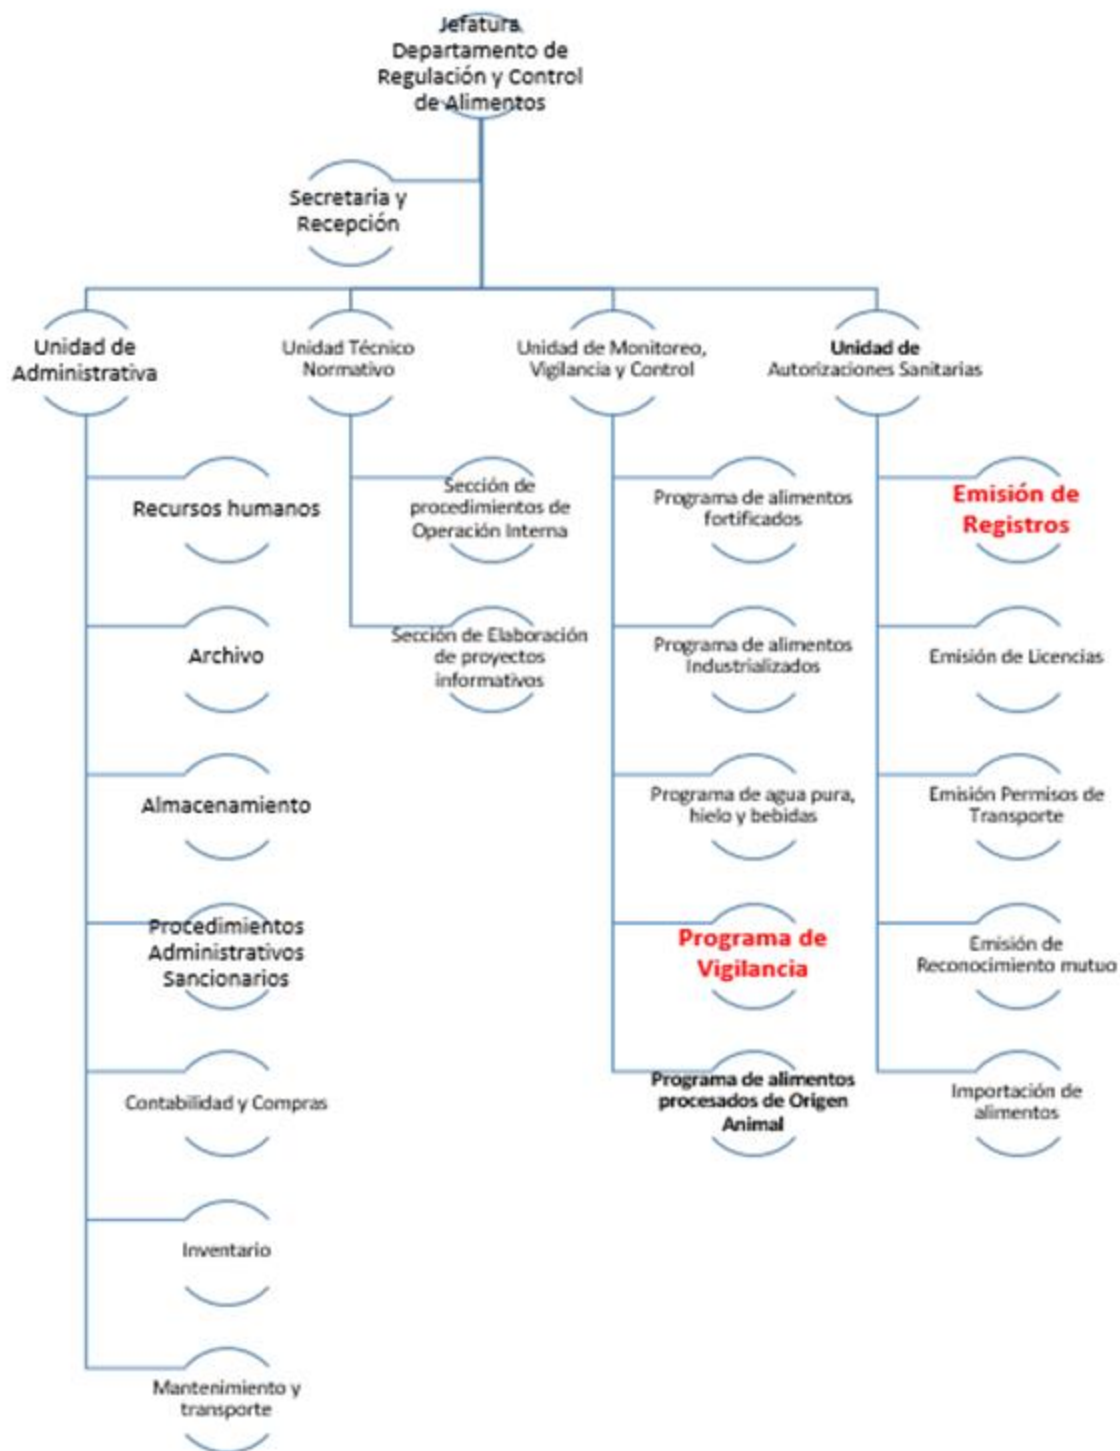 Jefatura
Departamento de
Regulación y Control
de Alimentos
Secretaria y
Recepción
Unidad de
Administrativa
Recursos humanos
Archivo
Almacenamiento
Procedimientos
Administrativos
Sancionarios
Contabilidad y Compras
Inventario
Mantenimiento y
transporte
Unidad Técnico
Normativo
Sección de
procedimientos de
Operación Interna
Sección de Elaboración
de proyectos
informativos
Unidad de Monitoreo,
Vigilancia y Control
Programa de alimentos
fortificados
Programa de alimentos
Industrializados
Programa de agua pura,
hielo y bebidas
Programa de
Vigilancia
Programa de alimentos
procesados de Origen
Animal
Unidad de
Autorizaciones Sanitarias
Emisión de
Registros
Emisión de Licencias
Emisión Permisos de
Transporte
Emisión de
Reconocimiento mutuo
Importación de
alimentos